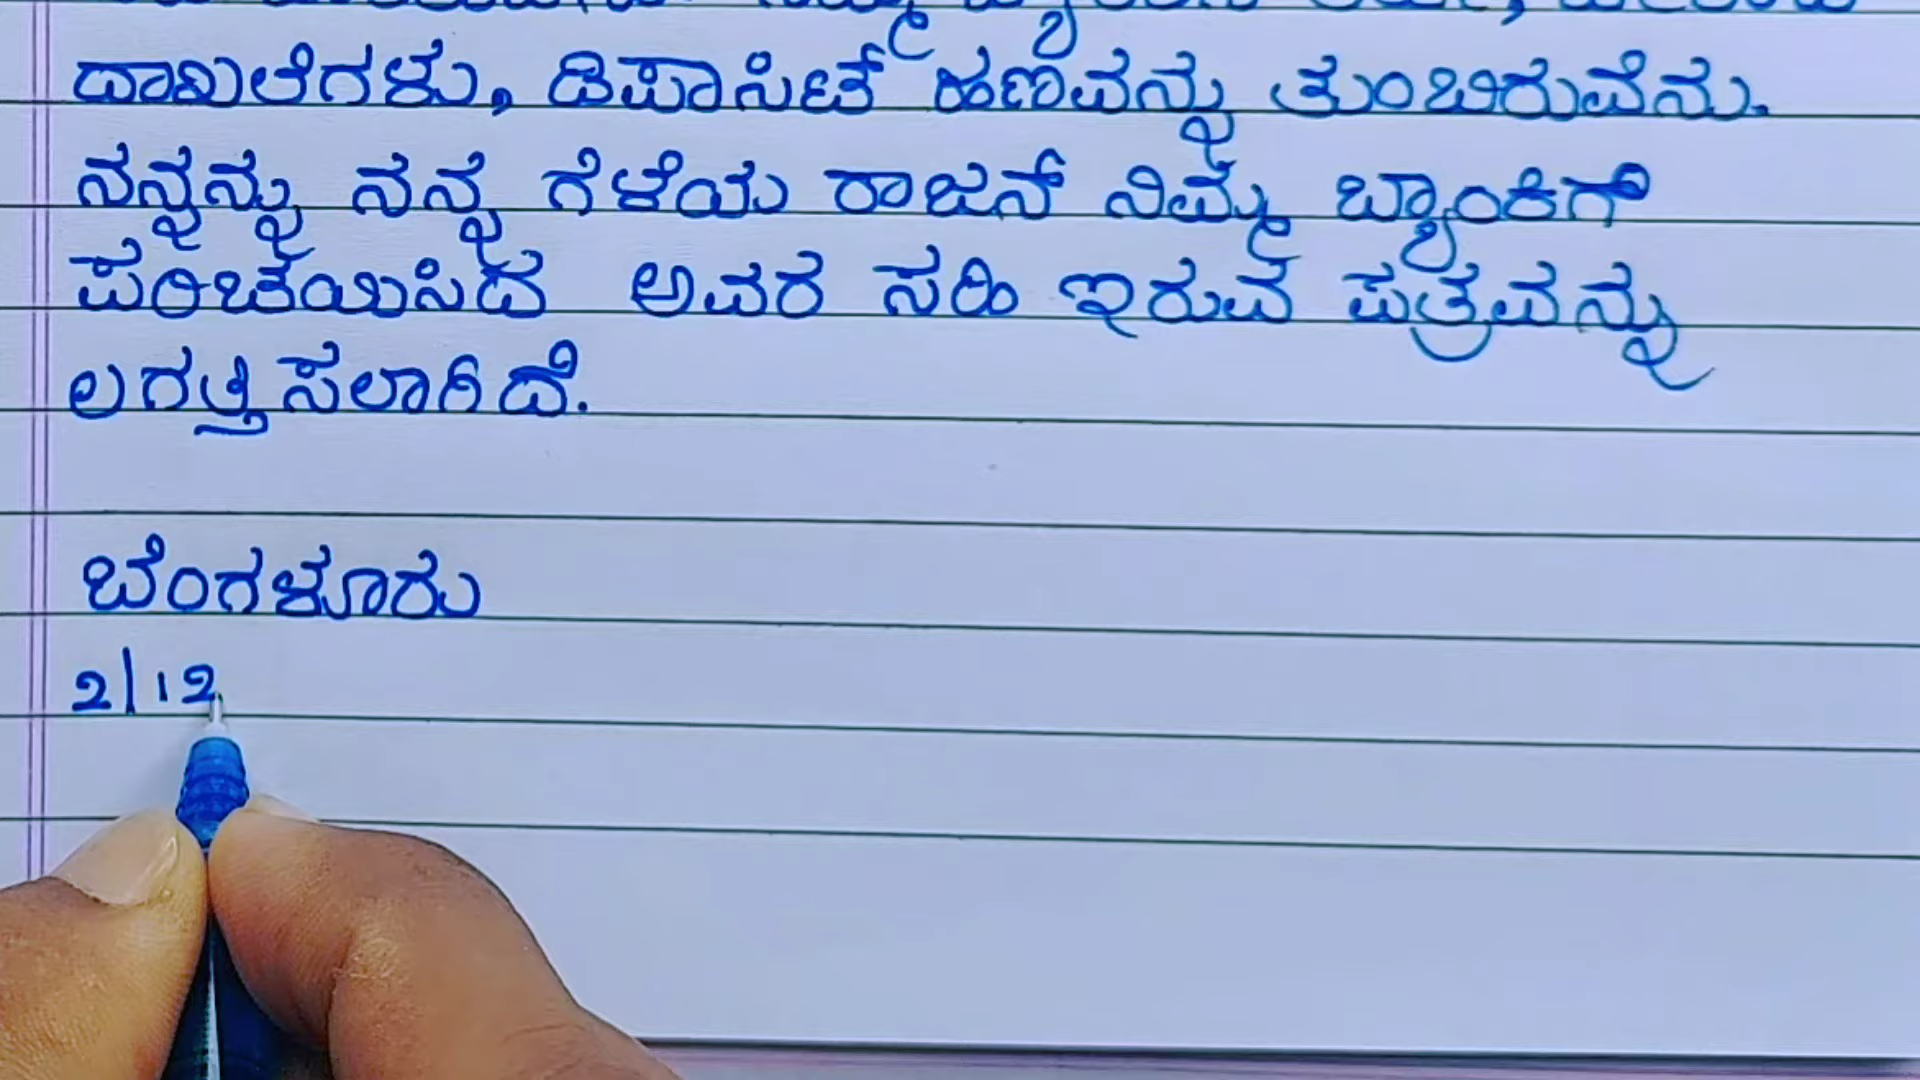 ದಾಖಲೆಗಳು, ಡಿಪಾಸಿಟ್ ಹಣವನ್ನು ತುಂಬಿರುವೆನು.
ನನ್ನನ್ನು ನನ್ನ ಗೆಳೆಯ ರಾಜನ್ ನಿಮ್ಮ ಬ್ಯಾಂಕಿಗ್
ಪರಿಚಯಿಸಿದ ಅವರ ಸಹಿ ಇರುವ ಪತ್ರವನ್ನು
ಲಗತ್ತಿಸಲಾಗಿದೆ.
ಬೆಂಗಳೂರು
2/12